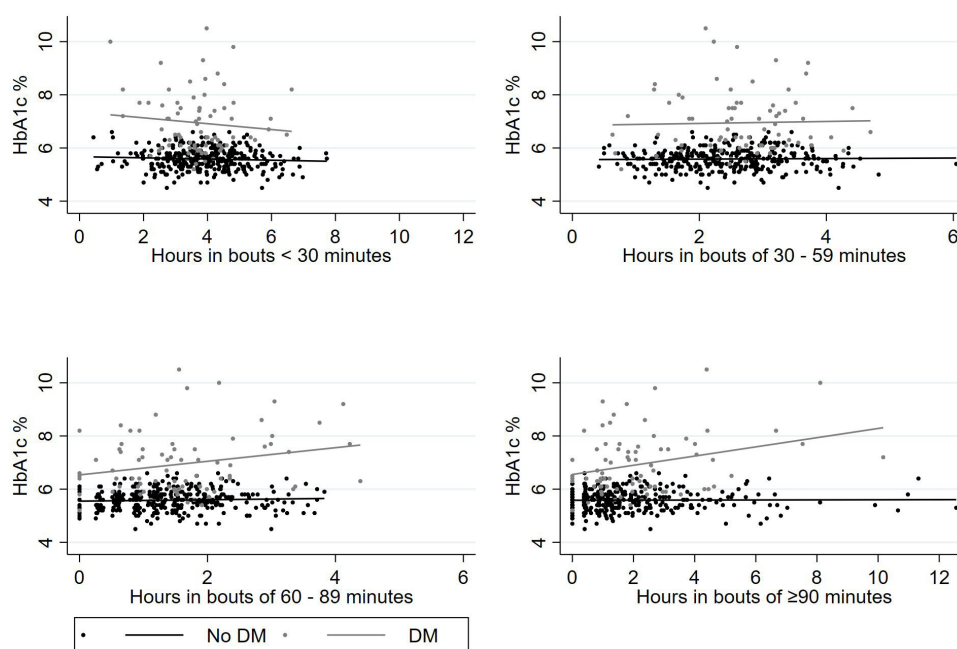 HbA1c %
10
8
6
4
0 2 4 6 8 10 12
Hours in bouts < 30 minutes
HbA1c %
10
8
6
4
0 2 4 6
Hours in bouts of 30 - 59 minutes
HbA1c %
10
8
6
4
0 2 4 6
Hours in bouts of 60 - 89 minutes
HbA1c %
10
8
6
4
0 2 4 6 8 10 12
Hours in bouts of ≥90 minutes
No DM DM